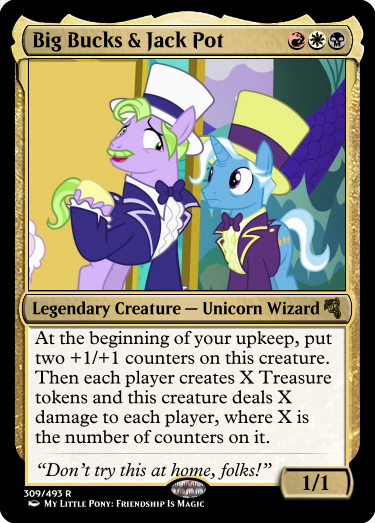 Big Bucks & Jack Pot
Legendary Creature — Unicorn Wizard
At the beginning of your upkeep, put
two +1/+1 counters on this creature.
Then each player creates X Treasure
tokens and this creature deals X
damage to each player, where X is
the number of counters on it.
“Don’t try this at home, folks!”
1/1
309/493 R
My Little Pony: Friendship Is Magic